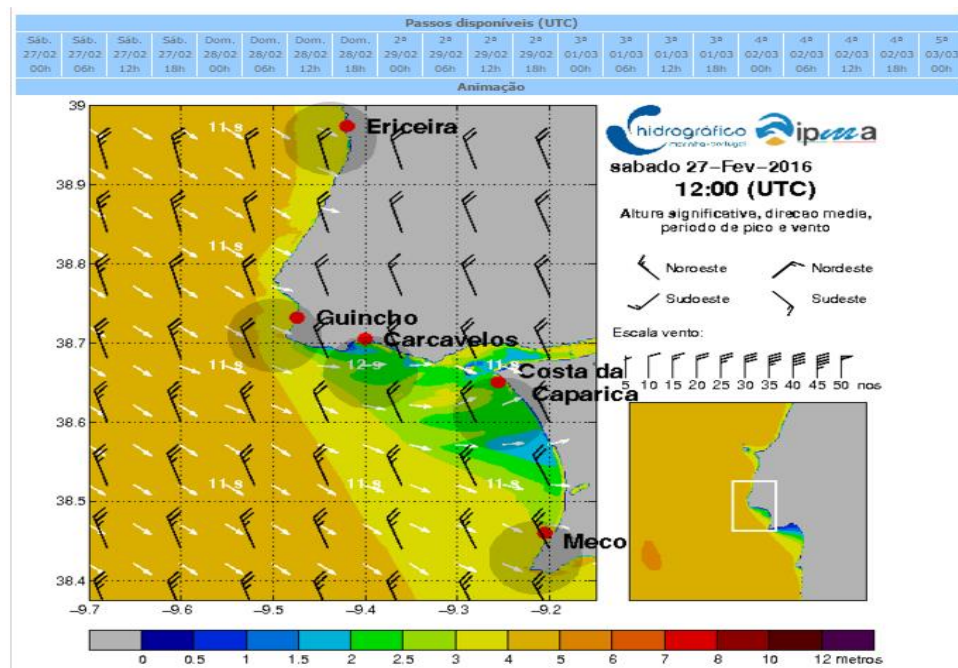 Passos disponíveis (UTC)
Sáb. Sáb. Sáb. Sáb. Dom. Dom. Dom. Dom. 2ª 2ª 2ª 2ª 3ª 3ª 3ª 3ª 4ª 4ª 4ª 4ª 5ª
27/02 27/02 27/02 27/02 28/02 28/02 28/02 28/02 29/02 29/02 29/02 29/02 01/03 01/03 01/03 01/03 02/03 02/03 02/03 02/03 03/03
00h 06h 12h 18h 00h 06h 12h 18h 00h 06h 12h 18h 00h 06h 12h 18h 00h 06h 12h 18h 00h
Animação
39
11 s
Ericeira
38.9
11 s
38.8
Guincho
38.7
Carcavelos
11 s 12 s 11 s
Costa da
Caparica
38.6
38.5
11 s 11 s 11 s
Meco
38.4
−9.7 −9.6 −9.5 −9.4 −9.3 −9.2
hidrográfico
marinha-portugal
ipma
sabado 27−Fev−2016
12:00 (UTC)
Altura significativa, direcao media,
periodo de pico e vento
Noroeste Nordeste
Sudoeste Sudeste
Escala vento:
5 10 15 20 25 30 35 40 45 50 nos
0 0.5 1 1.5 2 2.5 3 4 5 6 7 8 10 12 metros